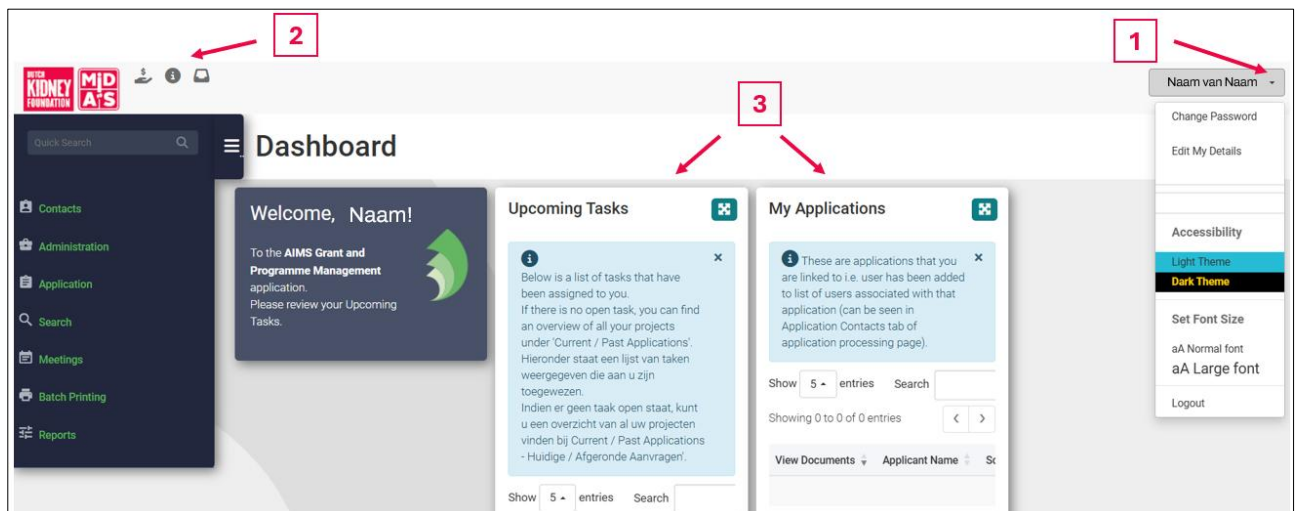 2
1
DUTCH
KIDNEY
FOUNDATION
MiD
A'S
Naam van Naam
3
Change Password
Edit My Details
Accessibility
Light Theme
Dark Theme
Set Font Size
aA Normal font
aA Large font
Logout
Quick Search
Dashboard
Contacts
Administration
Application
Search
Meetings
Batch Printing
Reports
Welcome, Naam!
To the AIMS Grant and
Programme Management
application.
Please review your Upcoming
Tasks.
Upcoming Tasks
Below is a list of tasks that have
been assigned to you.
If there is no open task, you can find
an overview of all your projects
under 'Current / Past Applications'.
Hieronder staat een lijst van taken
weergegeven die aan u zijn
toegewezen.
Indien er geen taak open staat, kunt
u een overzicht van al uw projecten
vinden bij Current / Past Applications
- Huidige / Afgeronde Aanvragen'.
Show 5 entries Search
My Applications
These are applications that you
are linked to i.e. user has been added
to list of users associated with that
application (can be seen in
Application Contacts tab of
application processing page).
Show 5 entries Search
Showing 0 to 0 of 0 entries
View Documents Applicant Name